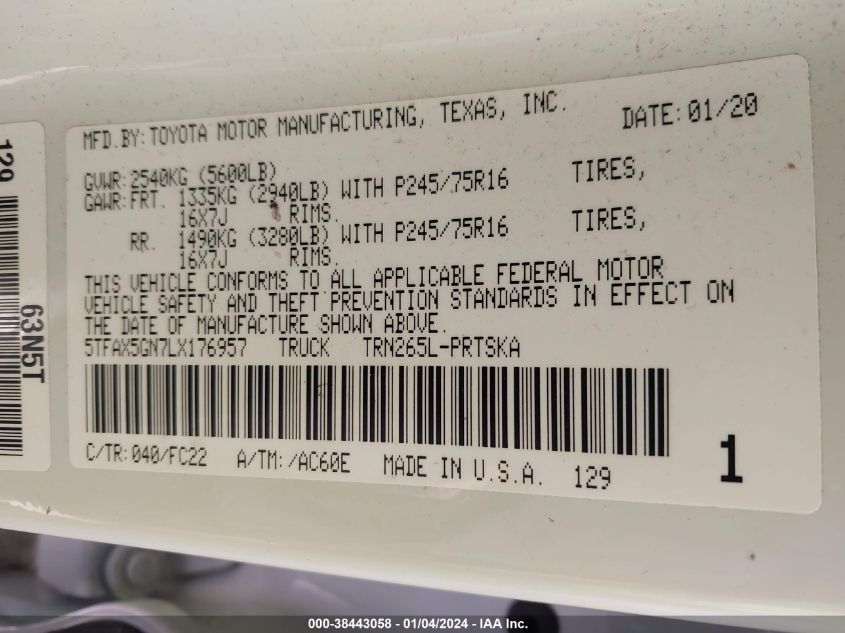 MFD.BY:TOYOTA MOTOR MANUFACTURING, TEXAS, INC. DATE:01/20
GVWR:2540KG (5600LB)
GAWR:FRT. 1335KG (2940LB) WITH P245/75R16 TIRES,
16X7J RIMS.
RR. 1490KG (3280LB) WITH P245/75R16 TIRES,
16X7J RIMS.
THIS VEHICLE CONFORMS TO ALL APPLICABLE FEDERAL MOTOR
VEHICLE SAFETY AND THEFT PREVENTION STANDARDS IN EFFECT ON
THE DATE OF MANUFACTURE SHOWN ABOVE.
5TFAX5GN7LX176957 TRUCK TRN265L-PRTSKA
C/TR:040/FC22 A/TM:/AC60E MADE IN U.S.A. 129
1
129
63N5T
000-38443058 - 01/04/2024 - IAA Inc.